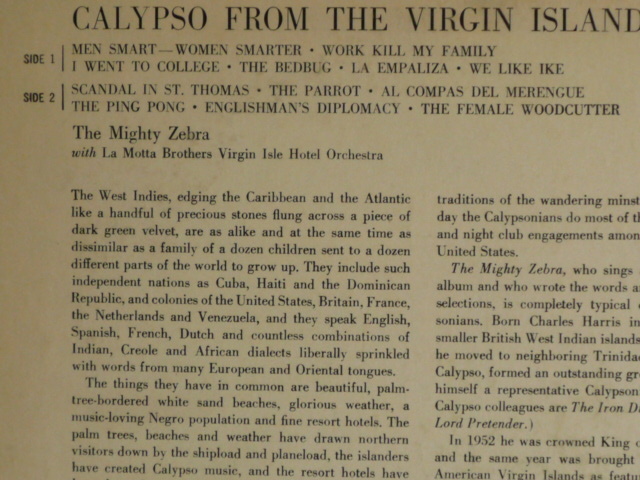 CALYPSO FROM THE VIRGIN ISLAND
SIDE 1
MEN SMART—WOMEN SMARTER • WORK KILL MY FAMILY
I WENT TO COLLEGE • THE BEDBUG • LA EMPALIZA • WE LIKE IKE
SIDE 2
SCANDAL IN ST. THOMAS • THE PARROT • AL COMPAS DEL MERENGUE
THE PING PONG • ENGLISHMAN'S DIPLOMACY • THE FEMALE WOODCUTTER
The Mighty Zebra
with La Motta Brothers Virgin Isle Hotel Orchestra
The West Indies, edging the Caribbean and the Atlantic
like a handful of precious stones flung across a piece of
dark green velvet, are as alike and at the same time as
dissimilar as a family of a dozen children sent to a dozen
different parts of the world to grow up. They include such
independent nations as Cuba, Haiti and the Dominican
Republic, and colonies of the United States, Britain, France,
the Netherlands and Venezuela, and they speak English,
Spanish, French, Dutch and countless combinations of
Indian, Creole and African dialects liberally sprinkled
with words from many European and Oriental tongues.
The things they have in common are beautiful, palm-
tree-bordered white sand beaches, glorious weather, a
music-loving Negro population and fine resort hotels. The
palm trees, beaches and weather have drawn northern
visitors down by the shipload and planeload, the islanders
have created Calypso music, and the resort hotels have
traditions of the wandering minst
day the Calypsonians do most of th
and night club engagements amon
United States.
The Mighty Zebra, who sings
album and who wrote the words a
selections, is completely typical
sonians. Born Charles Harris in
smaller British West Indian islands
he moved to neighboring Trinidad
Calypso, formed an outstanding gr
himself a representative Calypson
Calypso colleagues are The Iron D
Lord Pretender.)
In 1952 he was crowned King
and the same year was brought
American Virgin Islands as featu